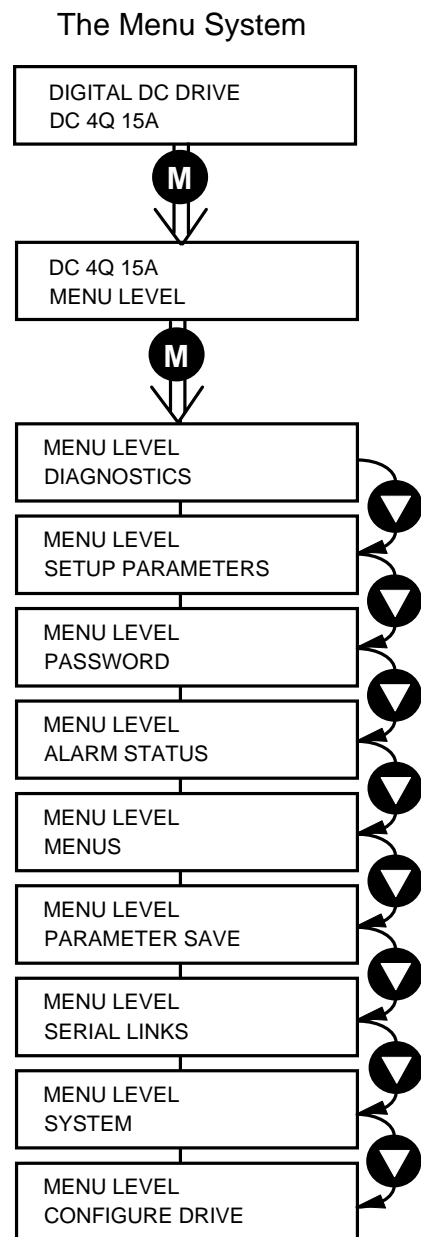 The Menu System
DIGITAL DC DRIVE
DC 4Q 15A
M
DC 4Q 15A
MENU LEVEL
M
MENU LEVEL
DIAGNOSTICS
MENU LEVEL
SETUP PARAMETERS
MENU LEVEL
PASSWORD
MENU LEVEL
ALARM STATUS
MENU LEVEL
MENUS
MENU LEVEL
PARAMETER SAVE
MENU LEVEL
SERIAL LINKS
MENU LEVEL
SYSTEM
MENU LEVEL
CONFIGURE DRIVE